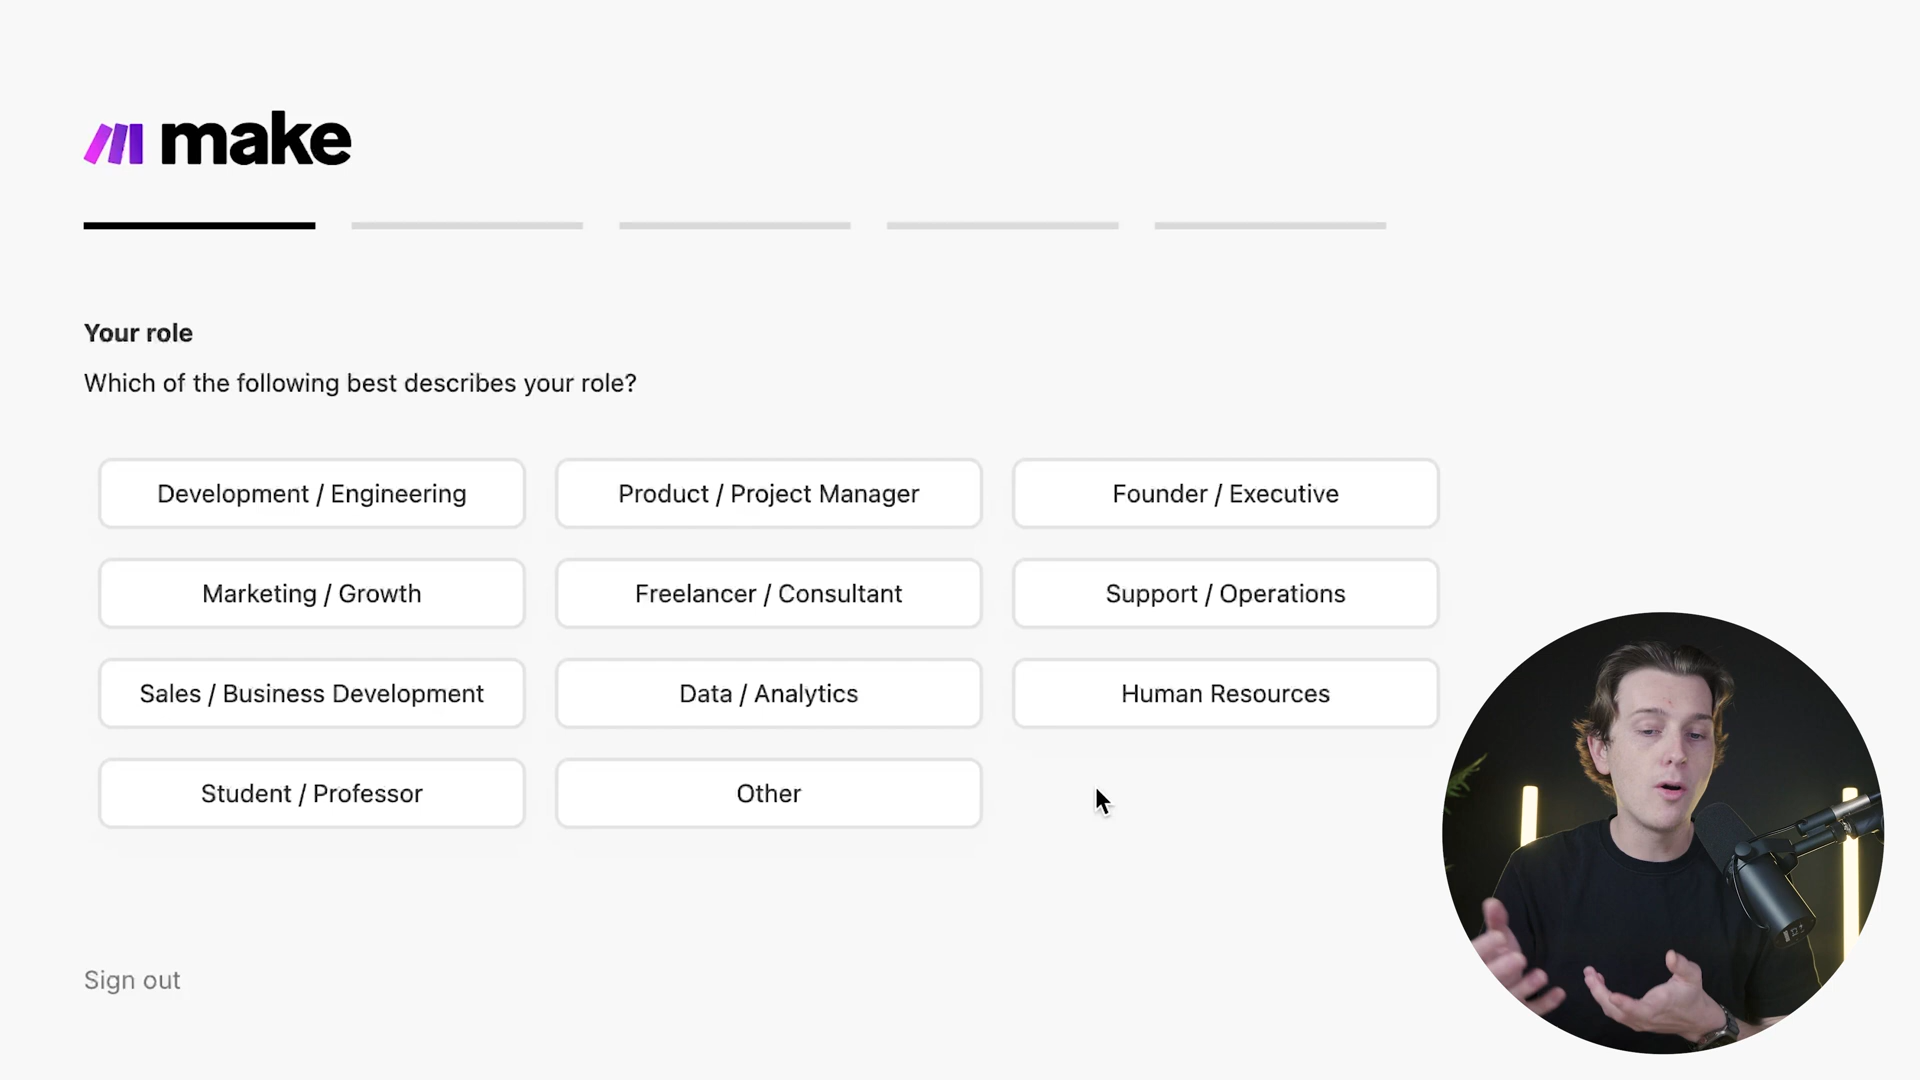 make
Your role
Which of the following best describes your role?
Development / Engineering
Product / Project Manager
Founder / Executive
Marketing / Growth
Freelancer / Consultant
Support / Operations
Sales / Business Development
Data / Analytics
Human Resources
Student / Professor
Other
Sign out